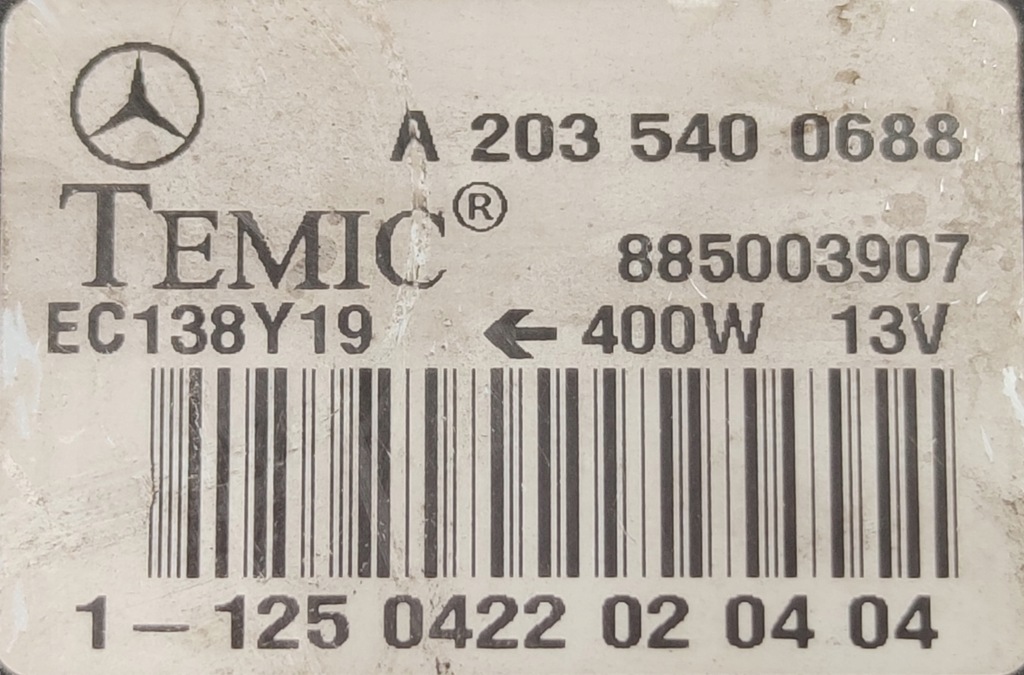 A 203 540 0688
TEMIC®
885003907
EC138Y19 ← 400W 13V
1 - 125 0422 02 04 04